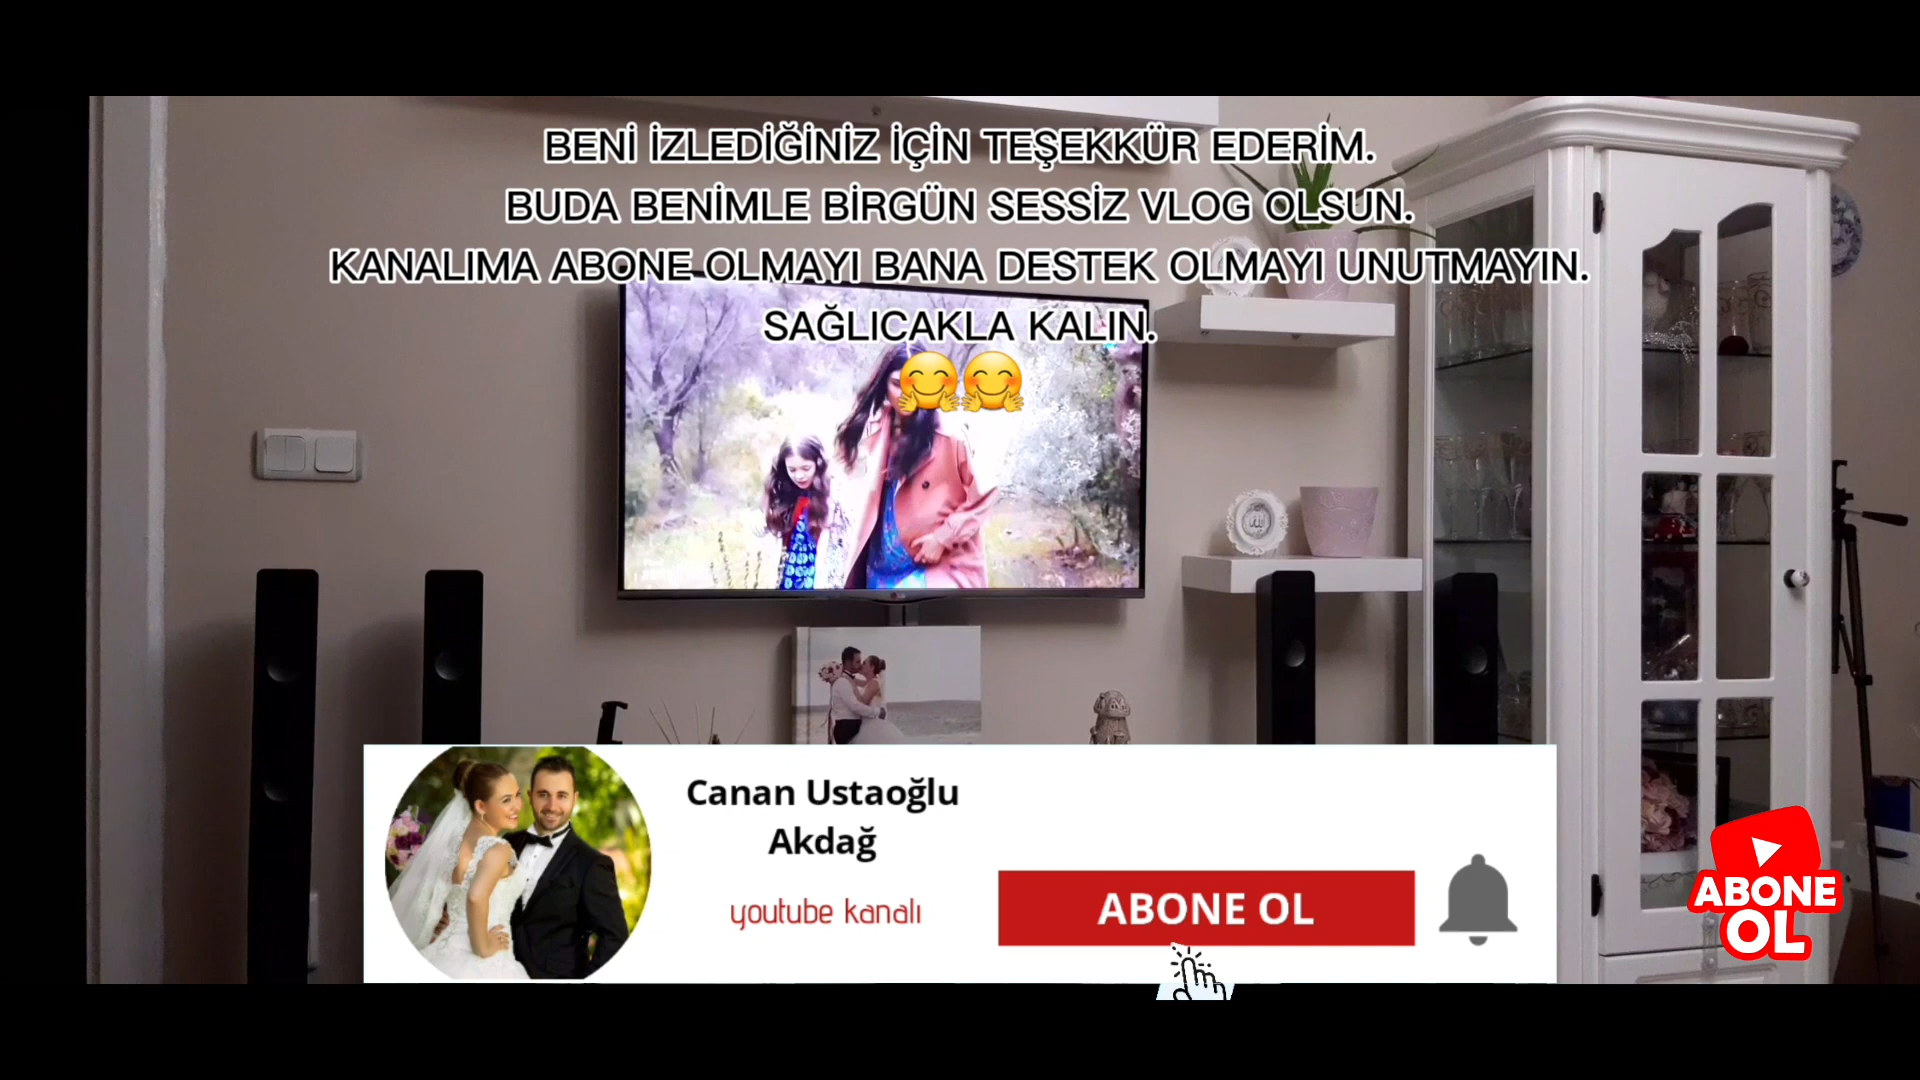 BENİ İZLEDİĞİNİZ İÇİN TEŞEKKÜR EDERİM.
BUDA BENİMLE BİRGÜN SESSİZ VLOG OLSUN.
KANALIMA ABONE OLMAYI BANA DESTEK OLMAYI UNUTMAYIN.
SAĞLICAKLA KALIN.
🤗🤗
Canan Ustaoğlu
Akdağ
youtube kanalı
ABONE OL
ABONE
OL